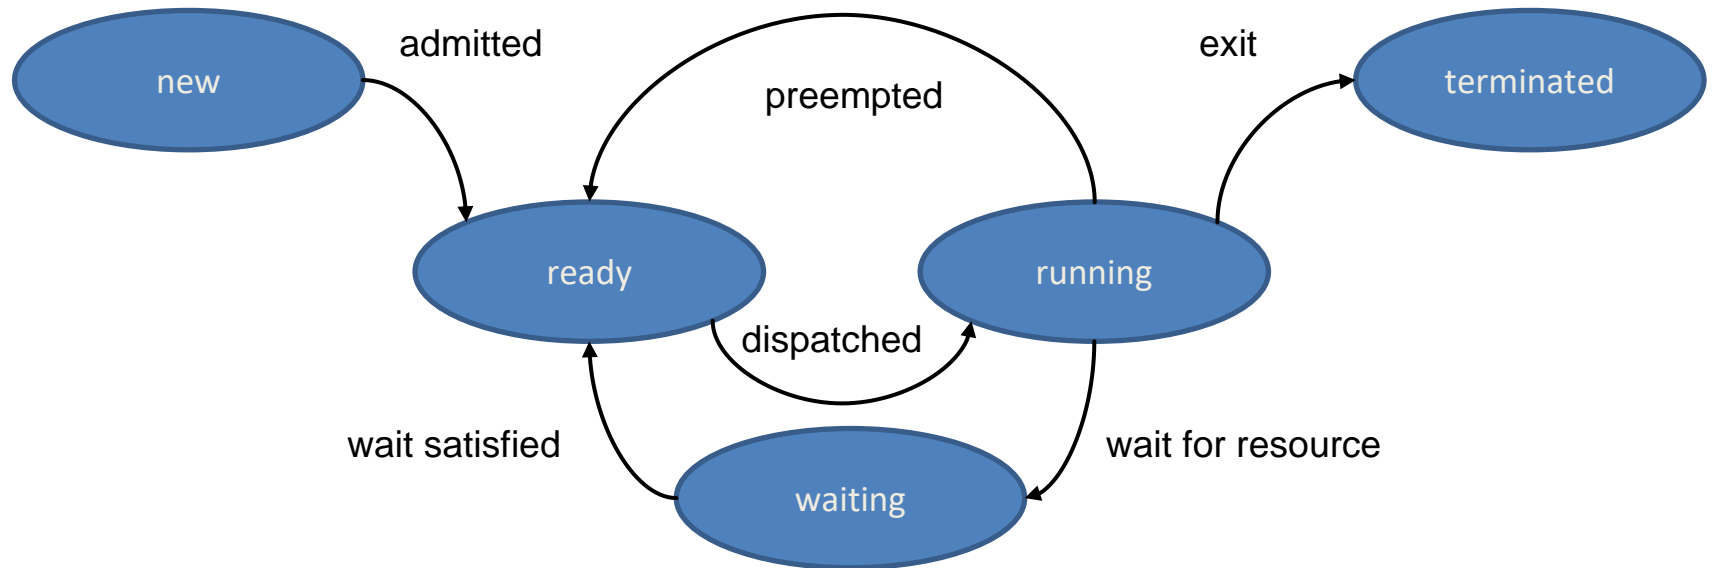 admitted
exit
new
preempted
terminated
ready
running
dispatched
wait satisfied
wait for resource
waiting